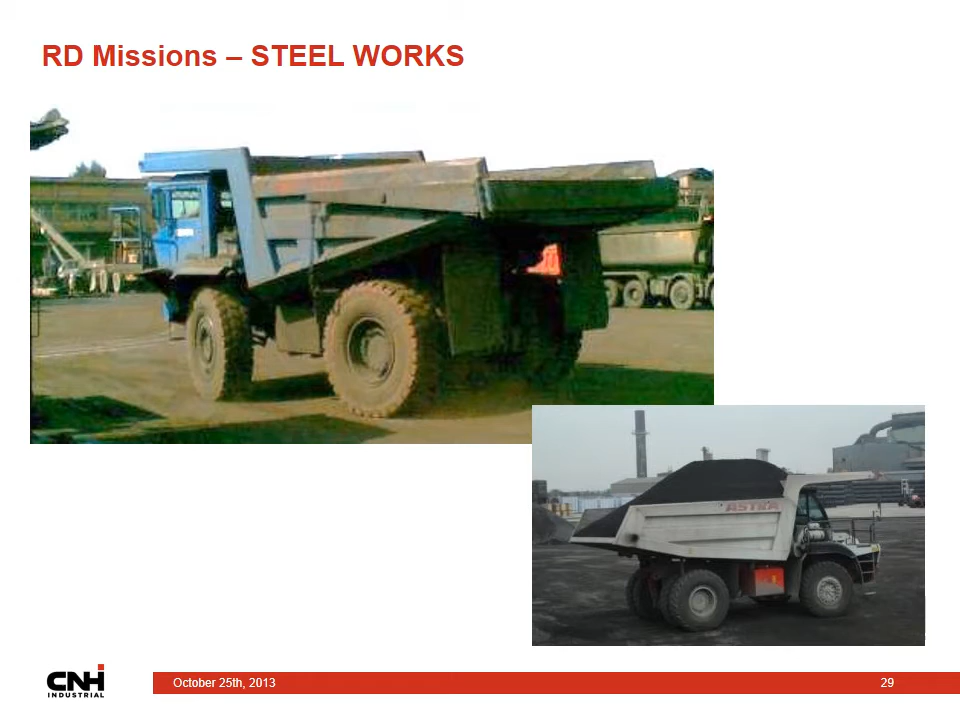 RD Missions – STEEL WORKS
ASTRA
CNH
INDUSTRIAL
October 25th, 2013
29